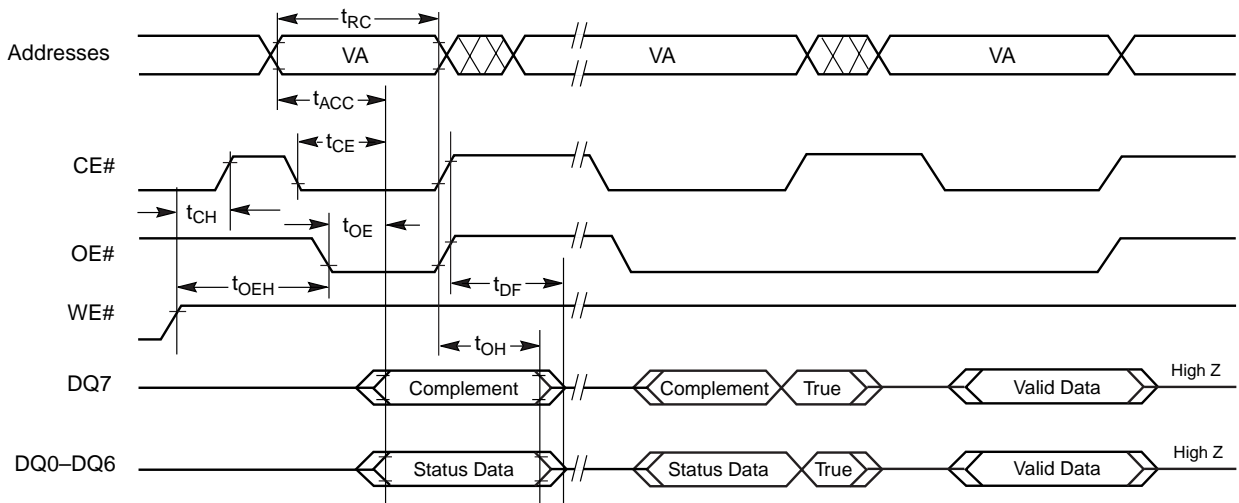 tRC
Addresses VA VA VA
tACC
tCE
CE#
tCH tOE
OE#
tOEH tDF
WE#
tOH
DQ7 Complement Complement True Valid Data High Z
DQ0–DQ6 Status Data Status Data True Valid Data High Z